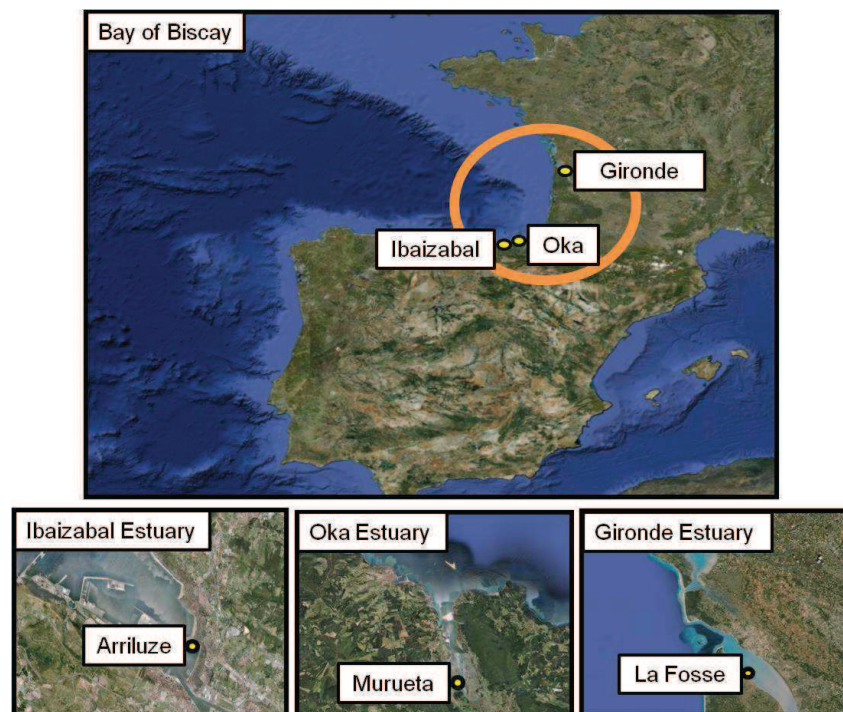 Bay of Biscay
Gironde
Ibaizabal
Oka
Ibaizabal Estuary
Oka Estuary
Gironde Estuary
Arriluze
Murueta
La Fosse